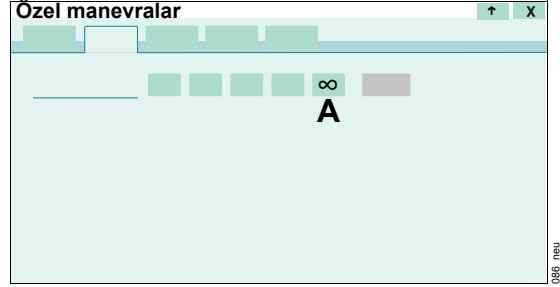 Özel manevralar
↑ X
∞
A
086_neu